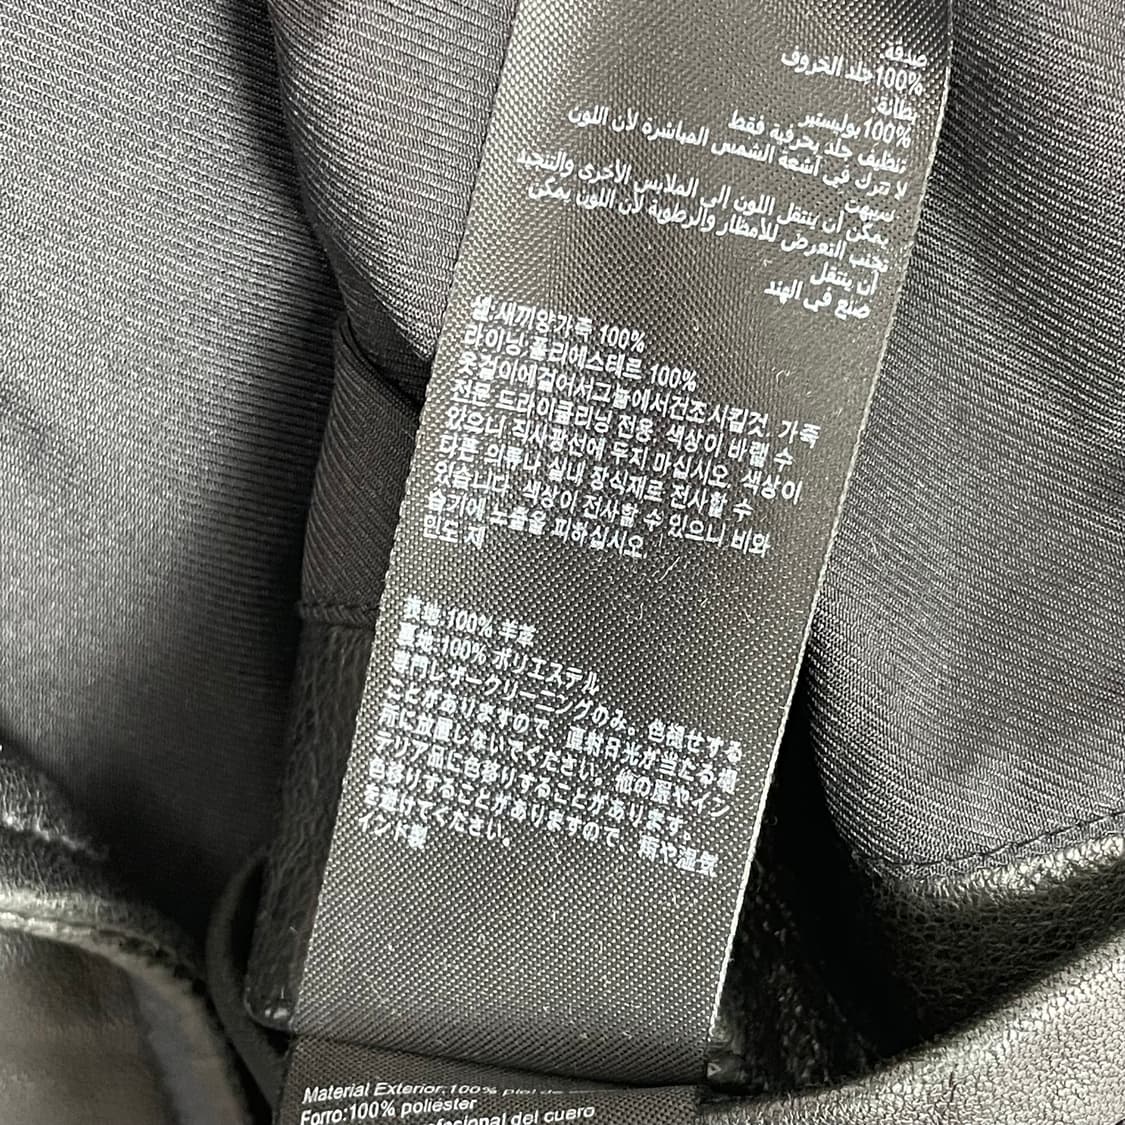 صدفة
100%جلد الخروف
بطانة:
100%بوليستير
تنظيف جلد بحرفية فقط
لا تترك في أشعة الشمس المباشرة لأن اللون
سيبهت
يمكن أن ينتقل اللون إلى الملابس الأخرى والتنجيد
تجنب التعرض للأمطار والرطوبة لأن اللون يمكن
أن ينتقل
صنع في الهند
셸:새끼양가죽 100%
라이닝:폴리에스테르 100%
옷걸이에걸어서그늘에서건조시킬것. 가죽
전문 드라이클리닝 전용. 색상이 바랠 수
있으니 직사광선에 두지 마십시오. 색상이
다른 의류나 실내 장식재로 전사할 수
있습니다. 색상이 전사할 수 있으니 비와
습기에 노출을 피하십시오.
인도 제
表地:100% 羊革
裏地:100% ポリエステル
専門レザークリーニングのみ。色褪せする
ことがありますので、直射日光が当たる場
所に放置しないでください。他の服やイン
テリア皿に色移りすることがあります。
色移りすることがありますので、雨や湿気
を避けてください。
インド製
Material Exterior:100% piel de
Forro:100% poliéster
del cuero